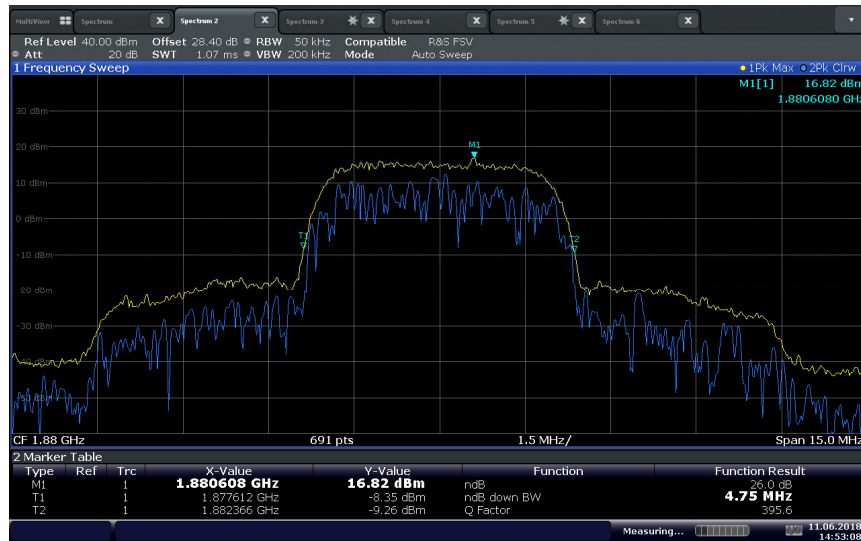 MultiView Spectrum X Spectrum 2 X Spectrum 3 X Spectrum 4 X Spectrum 5 X Spectrum 6 X
Ref Level 40.00 dBm Offset 28.40 dB RBW 50 kHz Compatible R&S FSV
Att 20 dB SWT 1.07 ms VBW 200 kHz Mode Auto Sweep
1 Frequency Sweep 1Pk Max 2Pk Clrw
M1[1] 16.82 dBm
1.8806080 GHz
30 dBm
M1
20 dBm
10 dBm
0 dBm
T1
T2
-10 dBm
20 dBm
-30 dBm
CF 1.88 GHz 691 pts 1.5 MHz/ Span 15.0 MHz
2 Marker Table
Type Ref Trc X-Value Y-Value Function Function Result
M1 1 1.880608 GHz 16.82 dBm ndB 26.0 dB
T1 1 1.877612 GHz -8.35 dBm ndB down BW 4.75 MHz
T2 1 1.882366 GHz -9.26 dBm Q Factor 395.6
Measuring... 11.06.2018
14:53:08